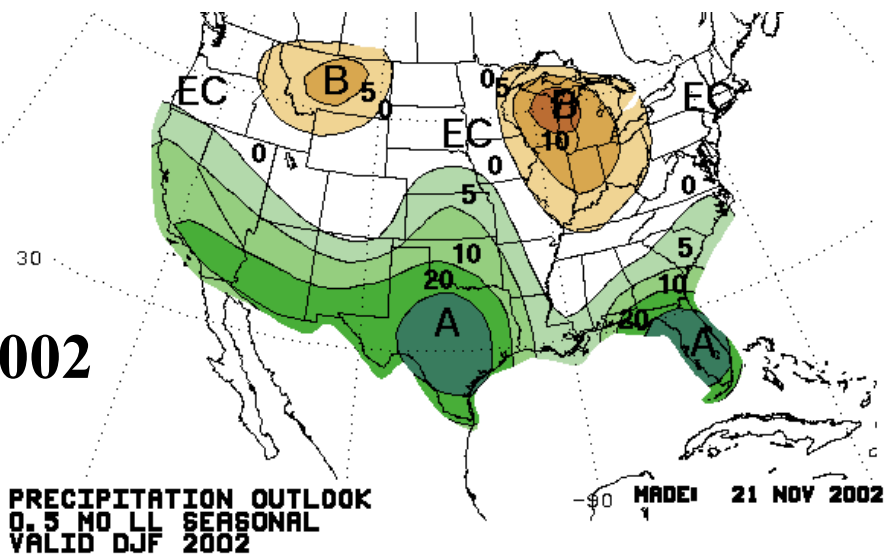 B
5
0
EC
0
5
B
10
EC
EC
0
0
0
5
10
20
A
5
10
20
A
30
002
-90
PRECIPITATION OUTLOOK
0.5 MO LL SEASONAL
VALID DJF 2002
MADE: 21 NOV 2002